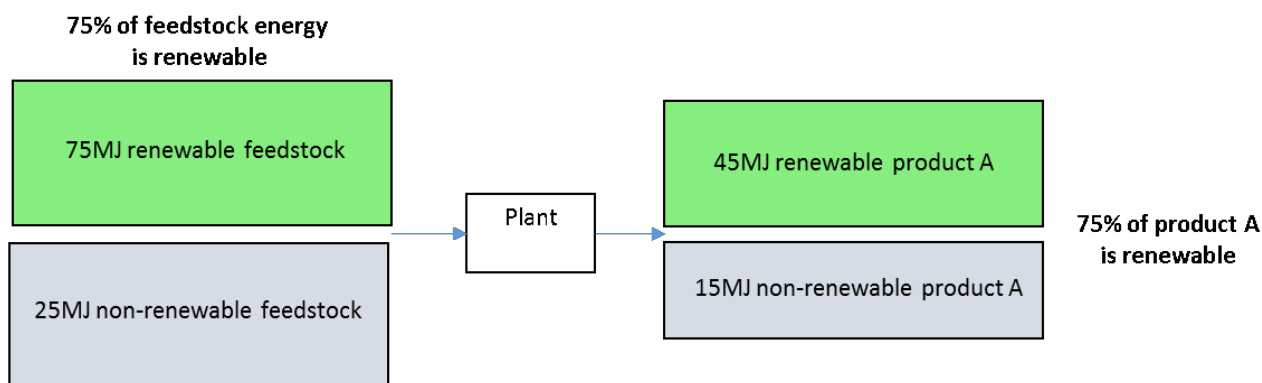 75% of feedstock energy
is renewable
75MJ renewable feedstock
25MJ non-renewable feedstock
Plant
45MJ renewable product A
15MJ non-renewable product A
75% of product A
is renewable